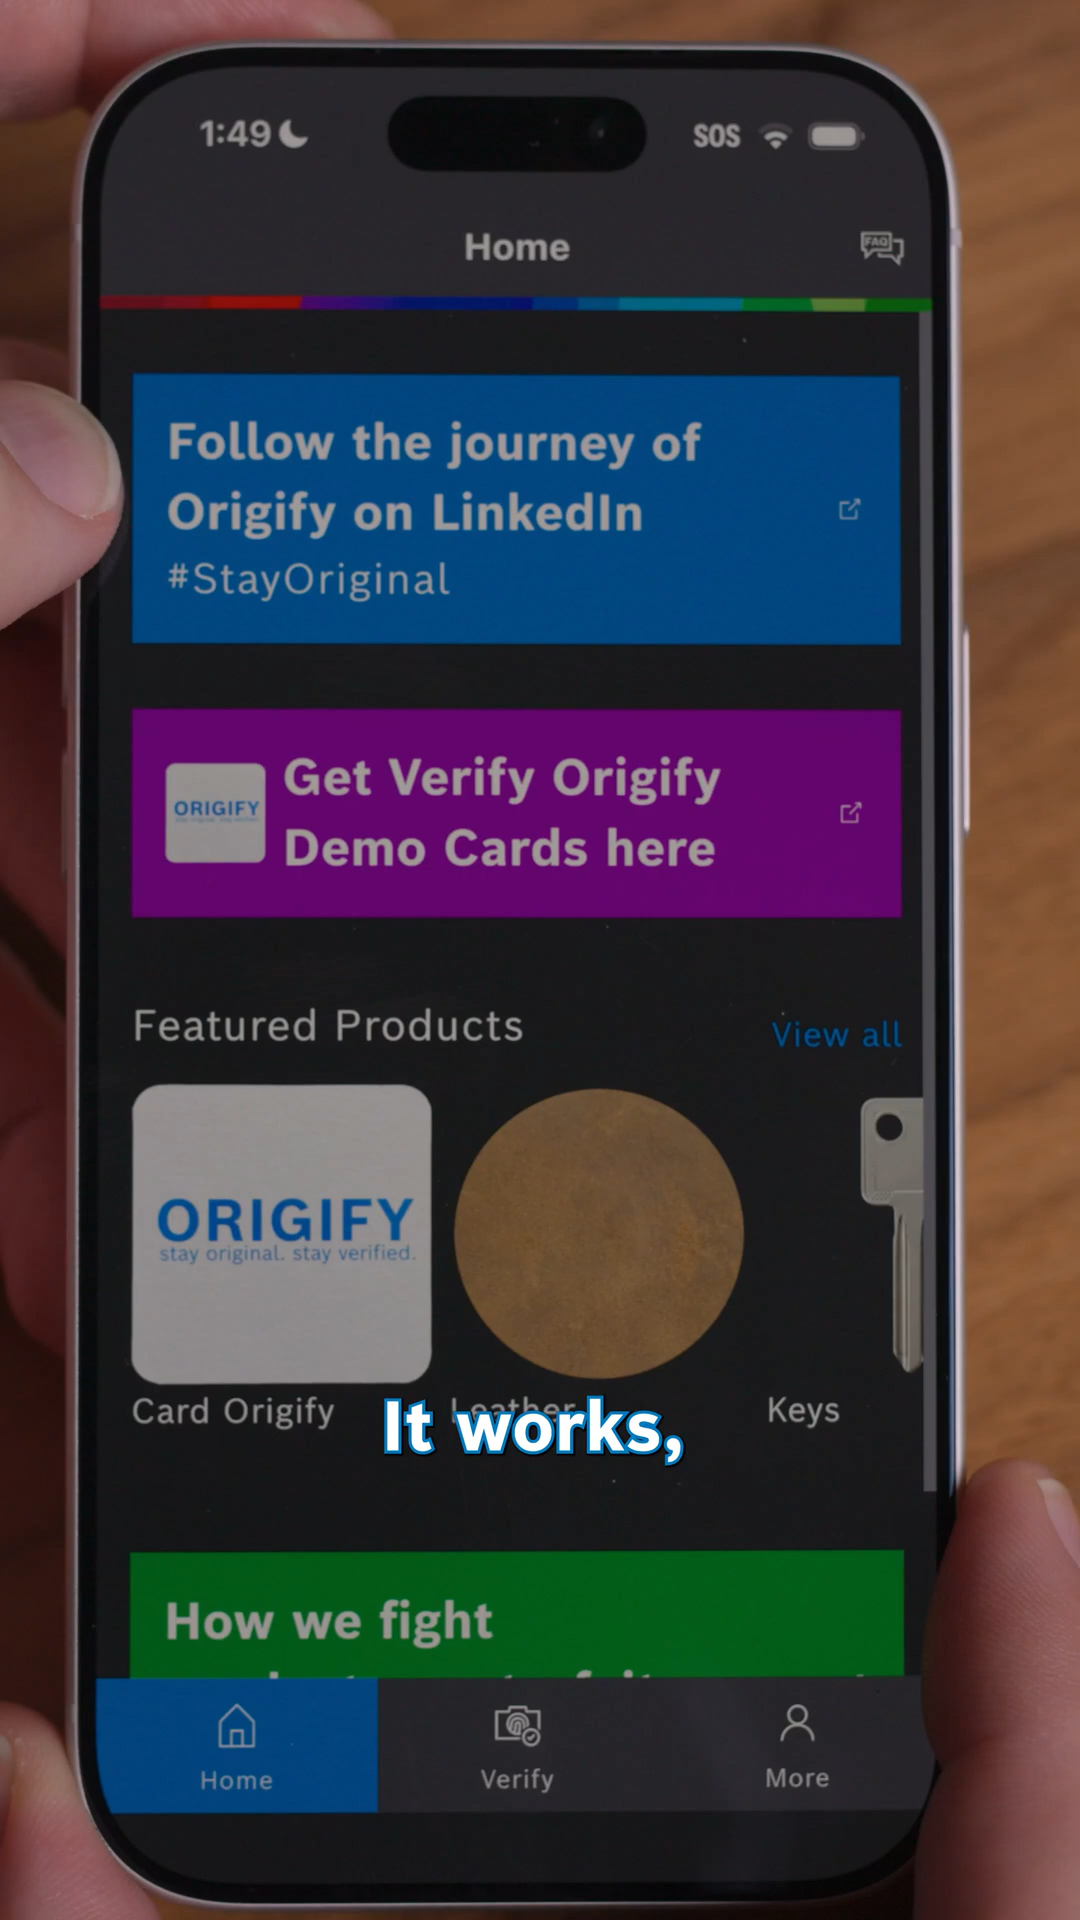 1:49
SOS
Home
FAQ
Follow the journey of
Origify on LinkedIn
#StayOriginal
ORIGIFY
Get Verify Origify
Demo Cards here
Featured Products
View all
ORIGIFY
stay original. stay verified.
Card Origify
Leather
Keys
It works,
How we fight
Home
Verify
More